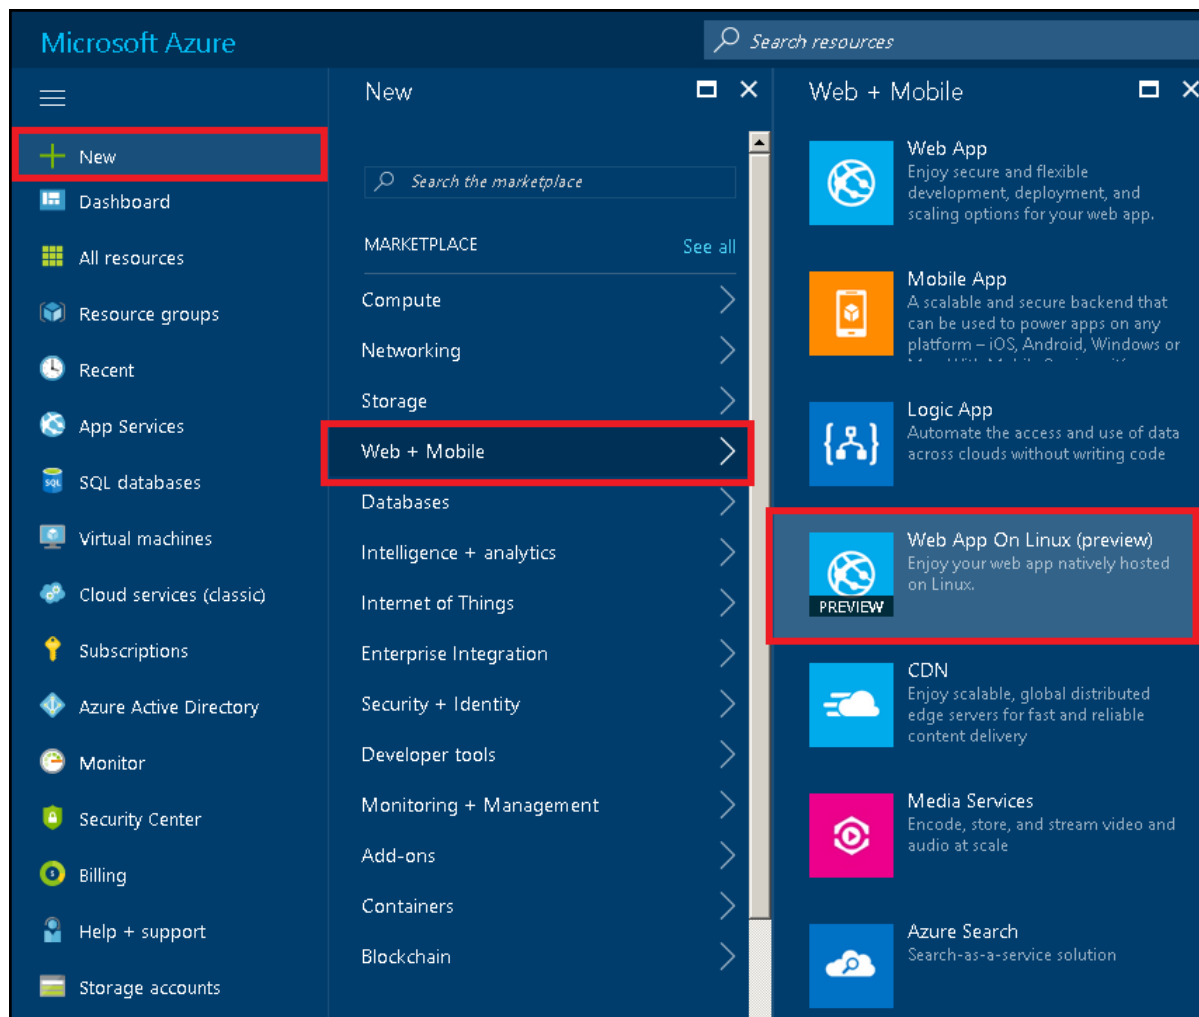 Microsoft Azure
Search resources
New
Dashboard
All resources
Resource groups
Recent
App Services
SQL databases
Virtual machines
Cloud services (classic)
Subscriptions
Azure Active Directory
Monitor
Security Center
Billing
Help + support
Storage accounts
New
Search the marketplace
MARKETPLACE
See all
Compute
Networking
Storage
Web + Mobile
Databases
Intelligence + analytics
Internet of Things
Enterprise Integration
Security + Identity
Developer tools
Monitoring + Management
Add-ons
Containers
Blockchain
Web + Mobile
Web App
Enjoy secure and flexible
development, deployment, and
scaling options for your web app.
Mobile App
A scalable and secure backend that
can be used to power apps on any
platform – iOS, Android, Windows or
Logic App
Automate the access and use of data
across clouds without writing code
PREVIEW
Web App On Linux (preview)
Enjoy your web app natively hosted
on Linux.
CDN
Enjoy scalable, global distributed
edge servers for fast and reliable
content delivery
Media Services
Encode, store, and stream video and
audio at scale
Azure Search
Search-as-a-service solution